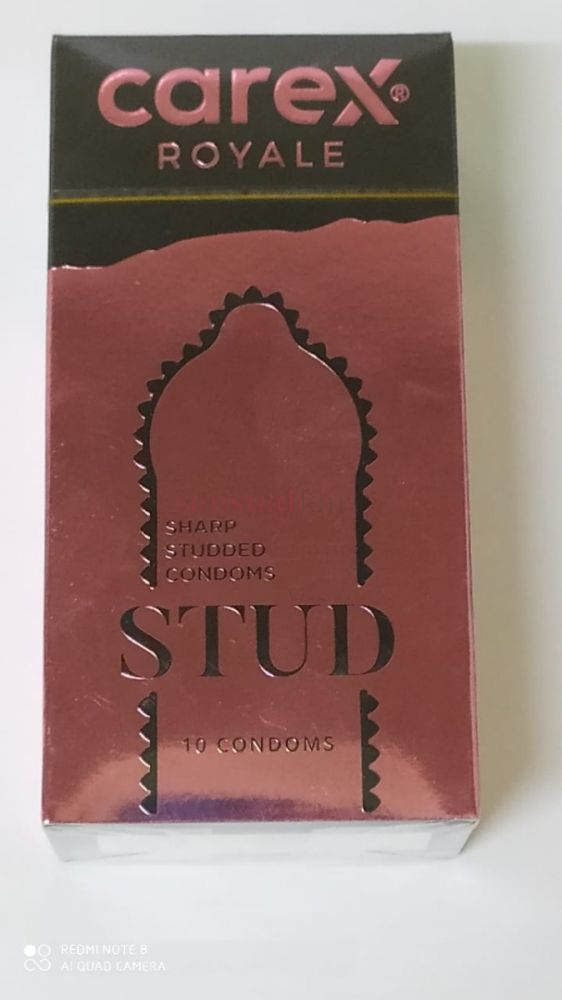 carex®
ROYALE
SHARP
STUDDED
CONDOMS
STUD
10 CONDOMS
REDMI NOTE 8
AI QUAD CAMERA